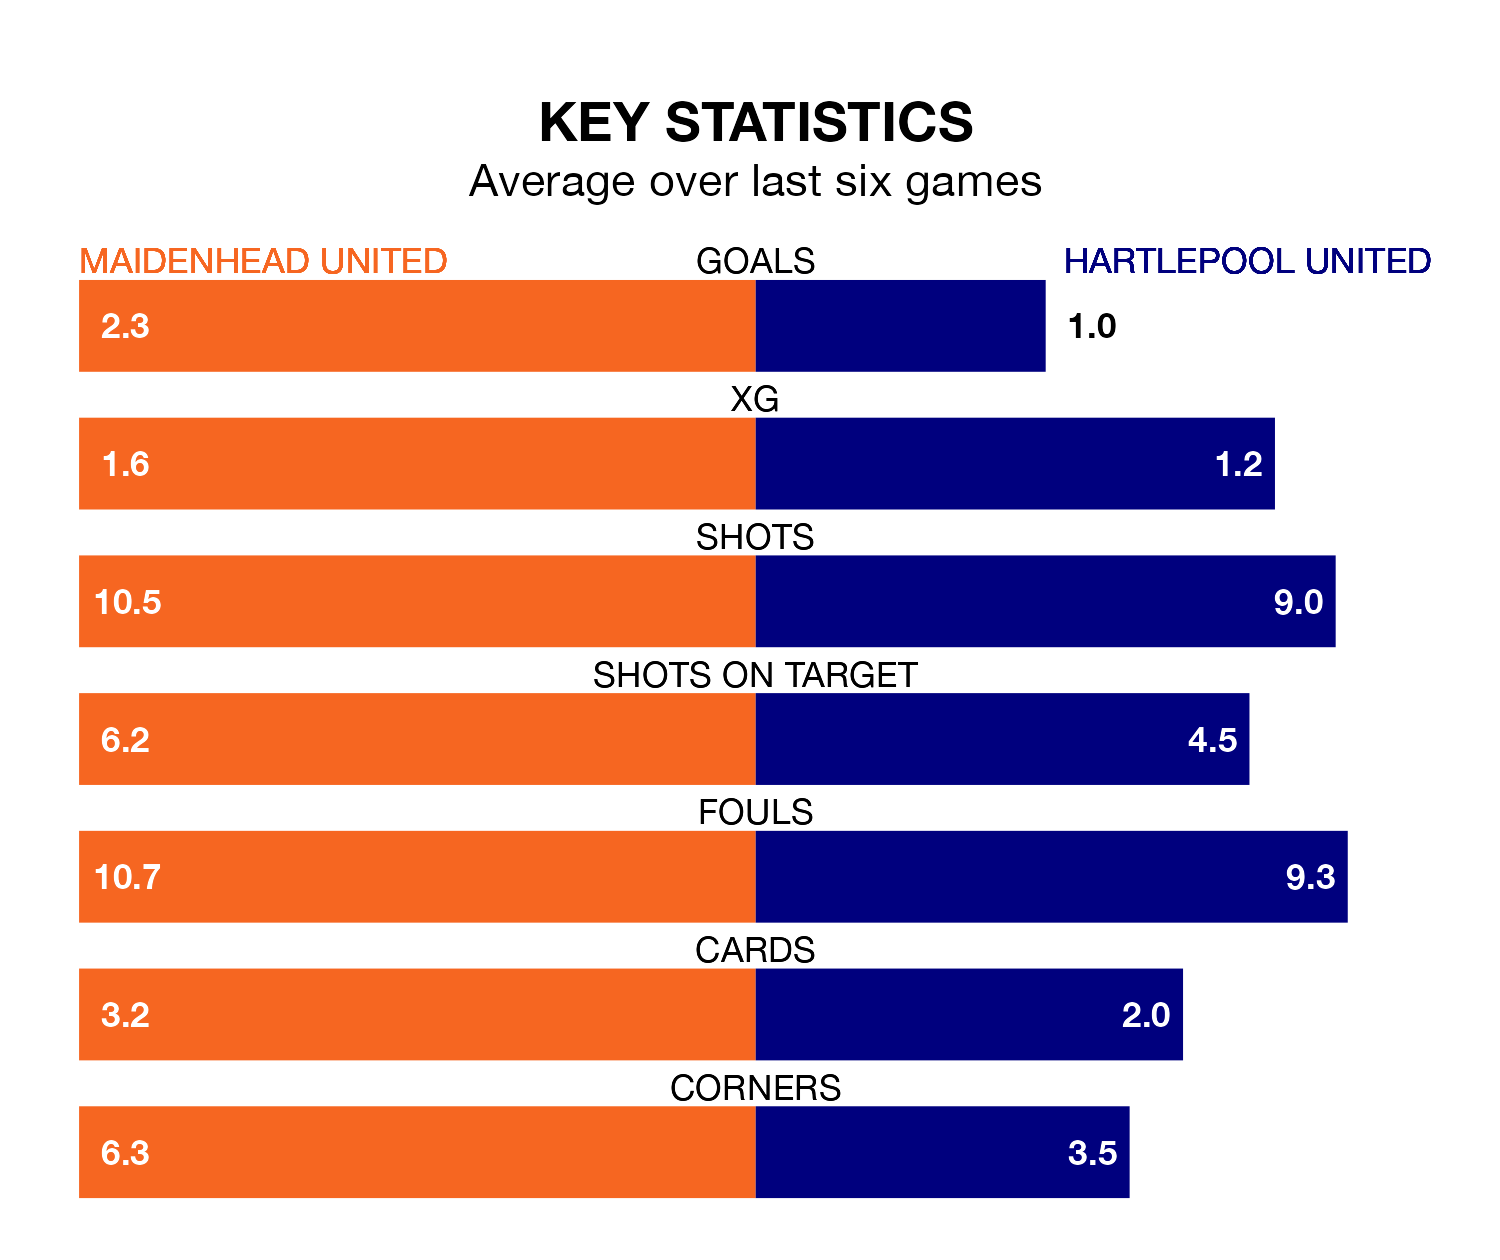 KEY STATISTICS
Average over last six games
MAIDENHEAD UNITED GOALS HARTLEPOOL UNITED
2.3 1.0
XG
1.6 1.2
SHOTS
10.5 9.0
SHOTS ON TARGET
6.2 4.5
FOULS
10.7 9.3
CARDS
3.2 2.0
CORNERS
6.3 3.5